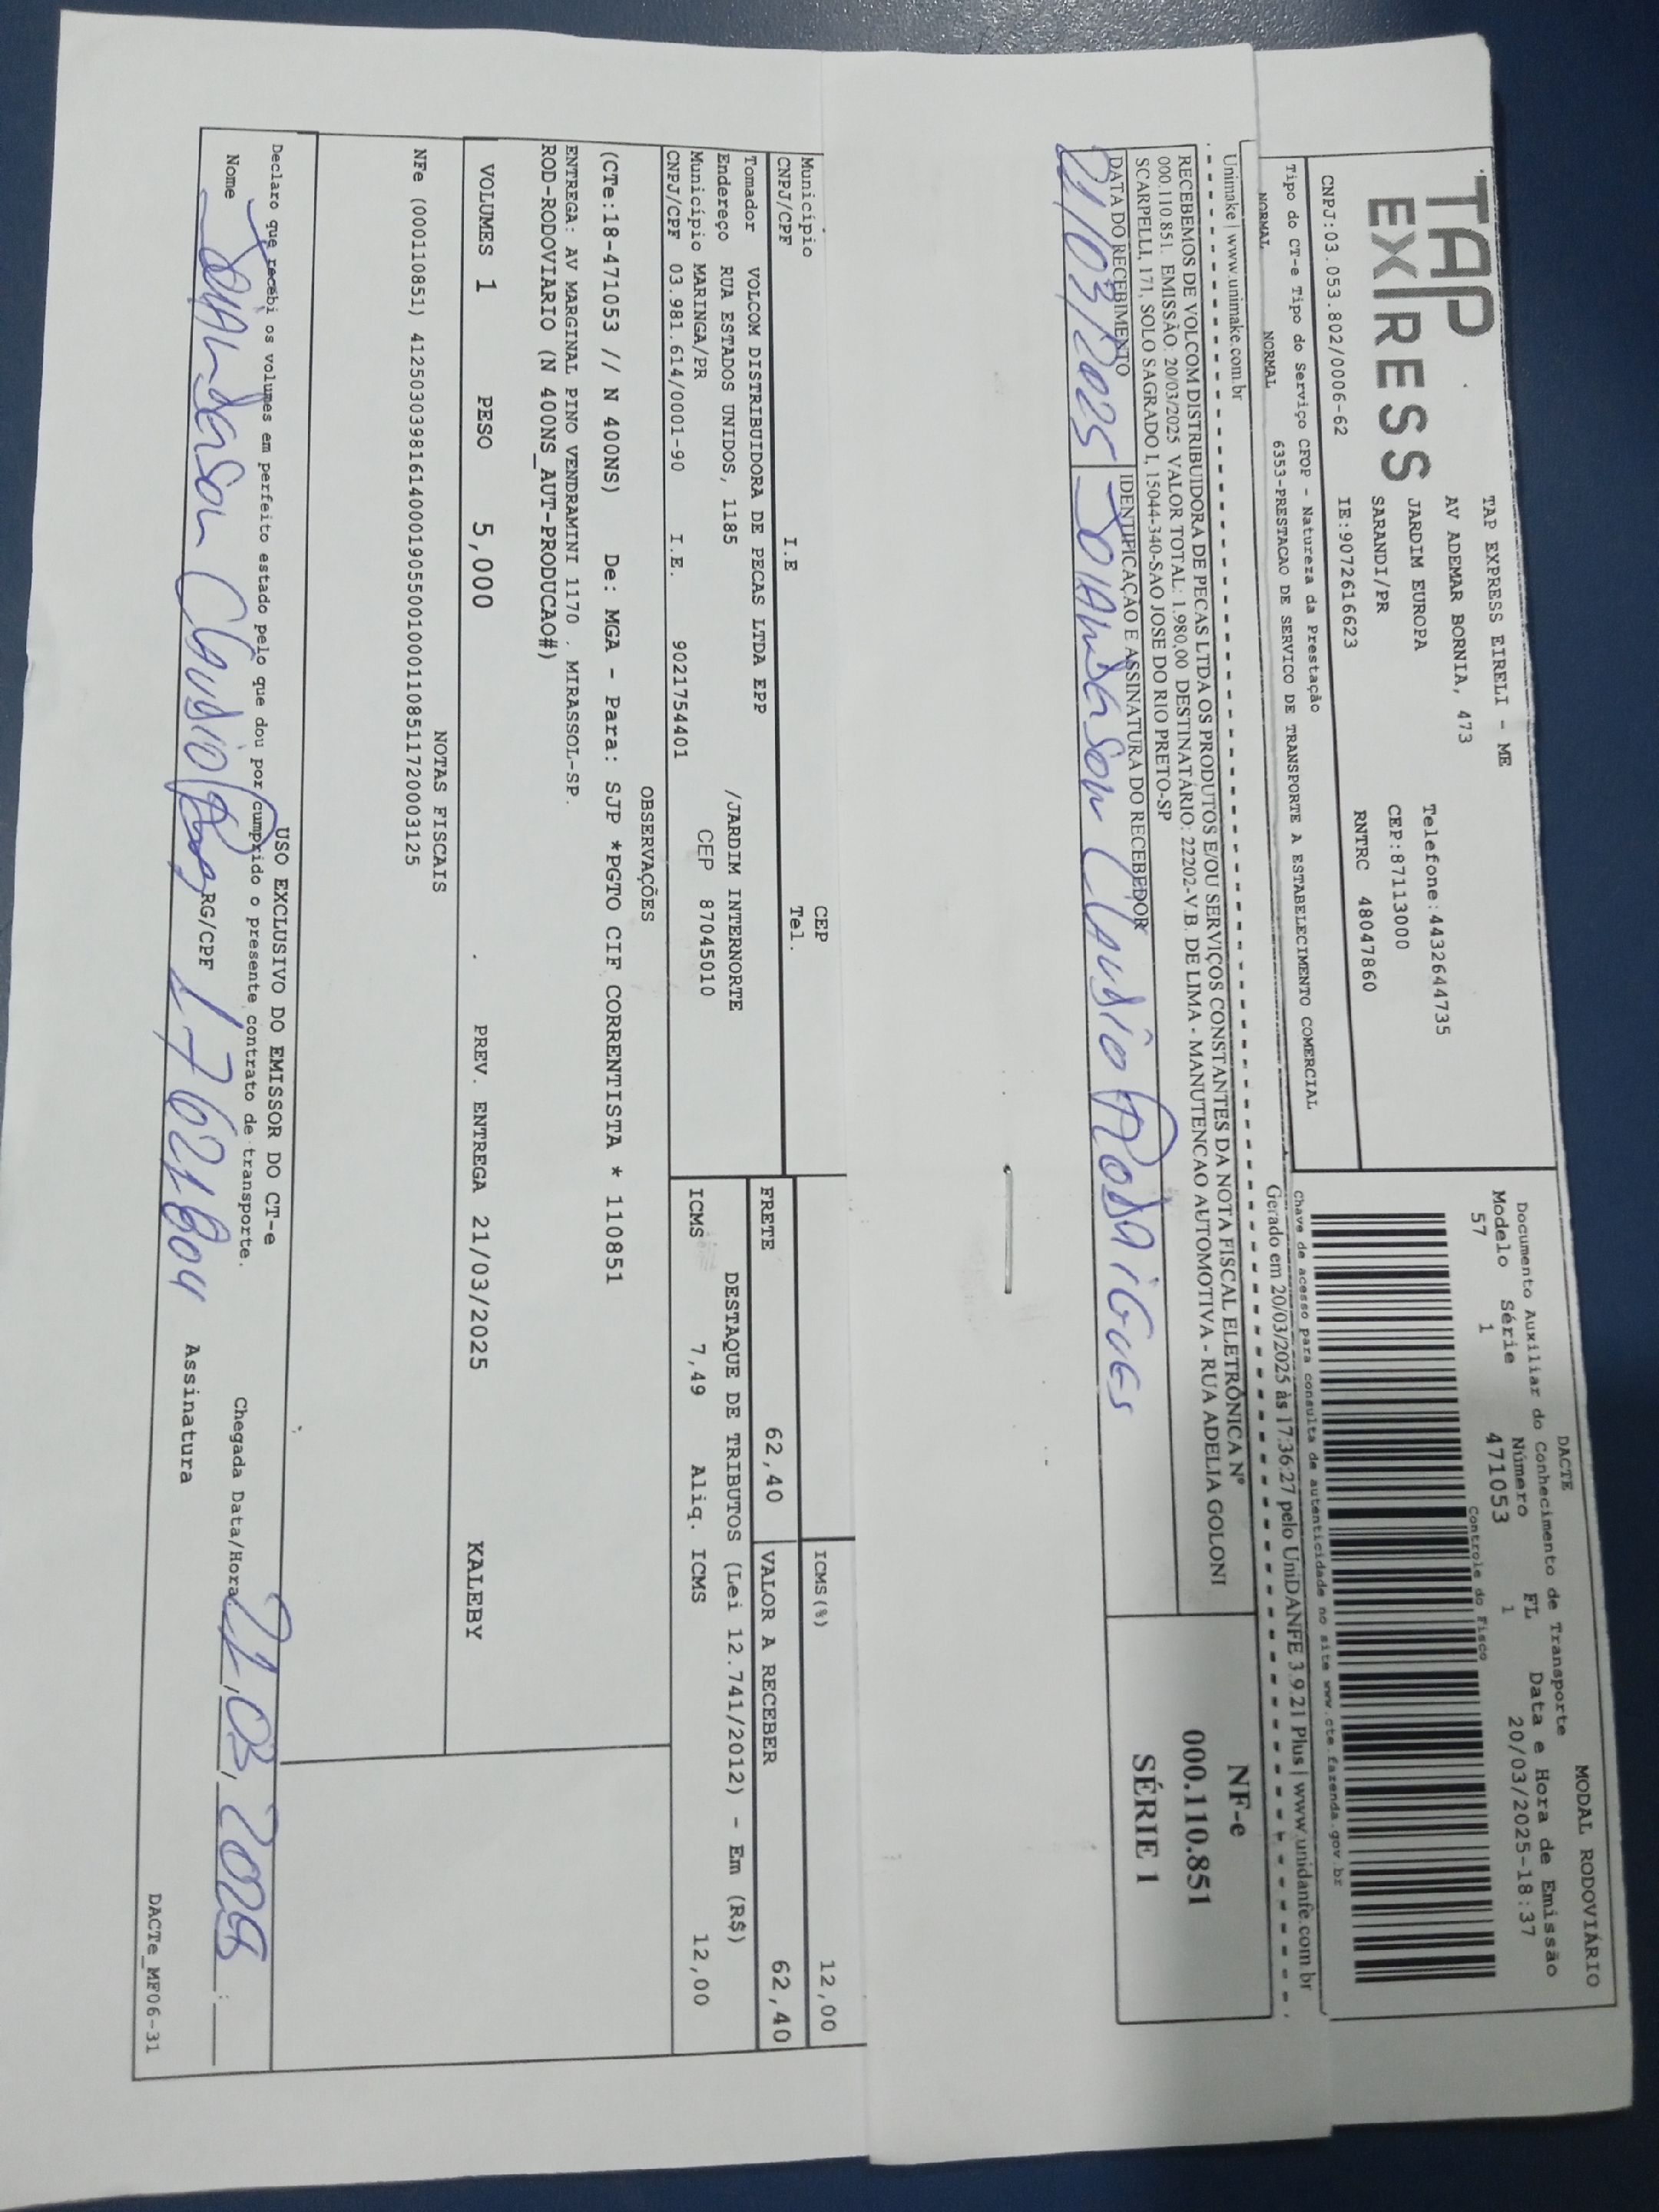 TAP
EXPRESS
TAP EXPRESS EIRELI - ME
AV ADEMAR BORNIA, 473
JARDIM EUROPA
SARANDI/PR
Telefone:4432644735
CEP:87113000
CNPJ:03.053.802/0006-62 IE:9072616623 RNTRC 48047860
MODAL RODOVIÁRIO
DACTE
Documento Auxiliar do Conhecimento de Transporte
Modelo Série Número FL Data e Hora de Emissão
57 1 471053 1 20/03/2025-18:37
Controle do Fisco
Tipo do CT-e Tipo do Serviço CFOP - Natureza da Prestação
NORMAL NORMAL 6353-PRESTACAO DE SERVICO DE TRANSPORTE A ESTABELECIMENTO COMERCIAL
Chave de acesso para consulta de autenticidade no site www.cte.fazenda.gov.br
Unimake | www.unimake.com.br Gerado em 20/03/2025 às 17:36:27 pelo UniDANFE 3.9.21 Plus | www.unidanfe.com.br
RECEBEMOS DE VOLCOM DISTRIBUIDORA DE PECAS LTDA OS PRODUTOS E/OU SERVIÇOS CONSTANTES DA NOTA FISCAL ELETRÔNICA Nº
000.110.851. EMISSÃO: 20/03/2025 VALOR TOTAL: 1.980,00 DESTINATÁRIO: 22202-V.B. DE LIMA - MANUTENCAO AUTOMOTIVA - RUA ADELIA GOLONI
SCARPELLI, 171, SOLO SAGRADO I, 15044-340-SAO JOSE DO RIO PRETO-SP
NF-e
000.110.851
SÉRIE 1
DATA DO RECEBIMENTO IDENTIFICAÇÃO E ASSINATURA DO RECEBEDOR
21/03/2025 Claudio Rodrigues
Município CEP
CNPJ/CPF I.E Tel.
ICMS(%) 12,00
Tomador VOLCOM DISTRIBUIDORA DE PECAS LTDA EPP
Endereço RUA ESTADOS UNIDOS, 1185 /JARDIM INTERNORTE
Município MARINGA/PR CEP 87045010
CNPJ/CPF 03.981.614/0001-90 I.E. 9021754401
FRETE 62,40 VALOR A RECEBER 62,40
DESTAQUE DE TRIBUTOS (Lei 12.741/2012) - Em (R$)
ICMS 7,49 Aliq. ICMS 12,00
OBSERVAÇÕES
(CTe:18-471053 // N 400NS) De: MGA - Para: SJP *PGTO CIF CORRENTISTA * 110851
ENTREGA: AV MARGINAL PINO VENDRAMINI 1170 . MIRASSOL-SP.
ROD-RODOVIARIO (N 400NS_AUT-PRODUCAO#)
VOLUMES 1 PESO 5,000 PREV. ENTREGA 21/03/2025 KALEBY
NOTAS FISCAIS
NFe (000110851) 41250303981614000190550010001108511720003125
USO EXCLUSIVO DO EMISSOR DO CT-e
Declaro que recebi os volumes em perfeito estado pelo que dou por cumprido o presente contrato de transporte.
Chegada Data/Hora 21/03/2025 :
Nome Claudio RG/CPF 17621804 Assinatura
DACTe_MF06-31